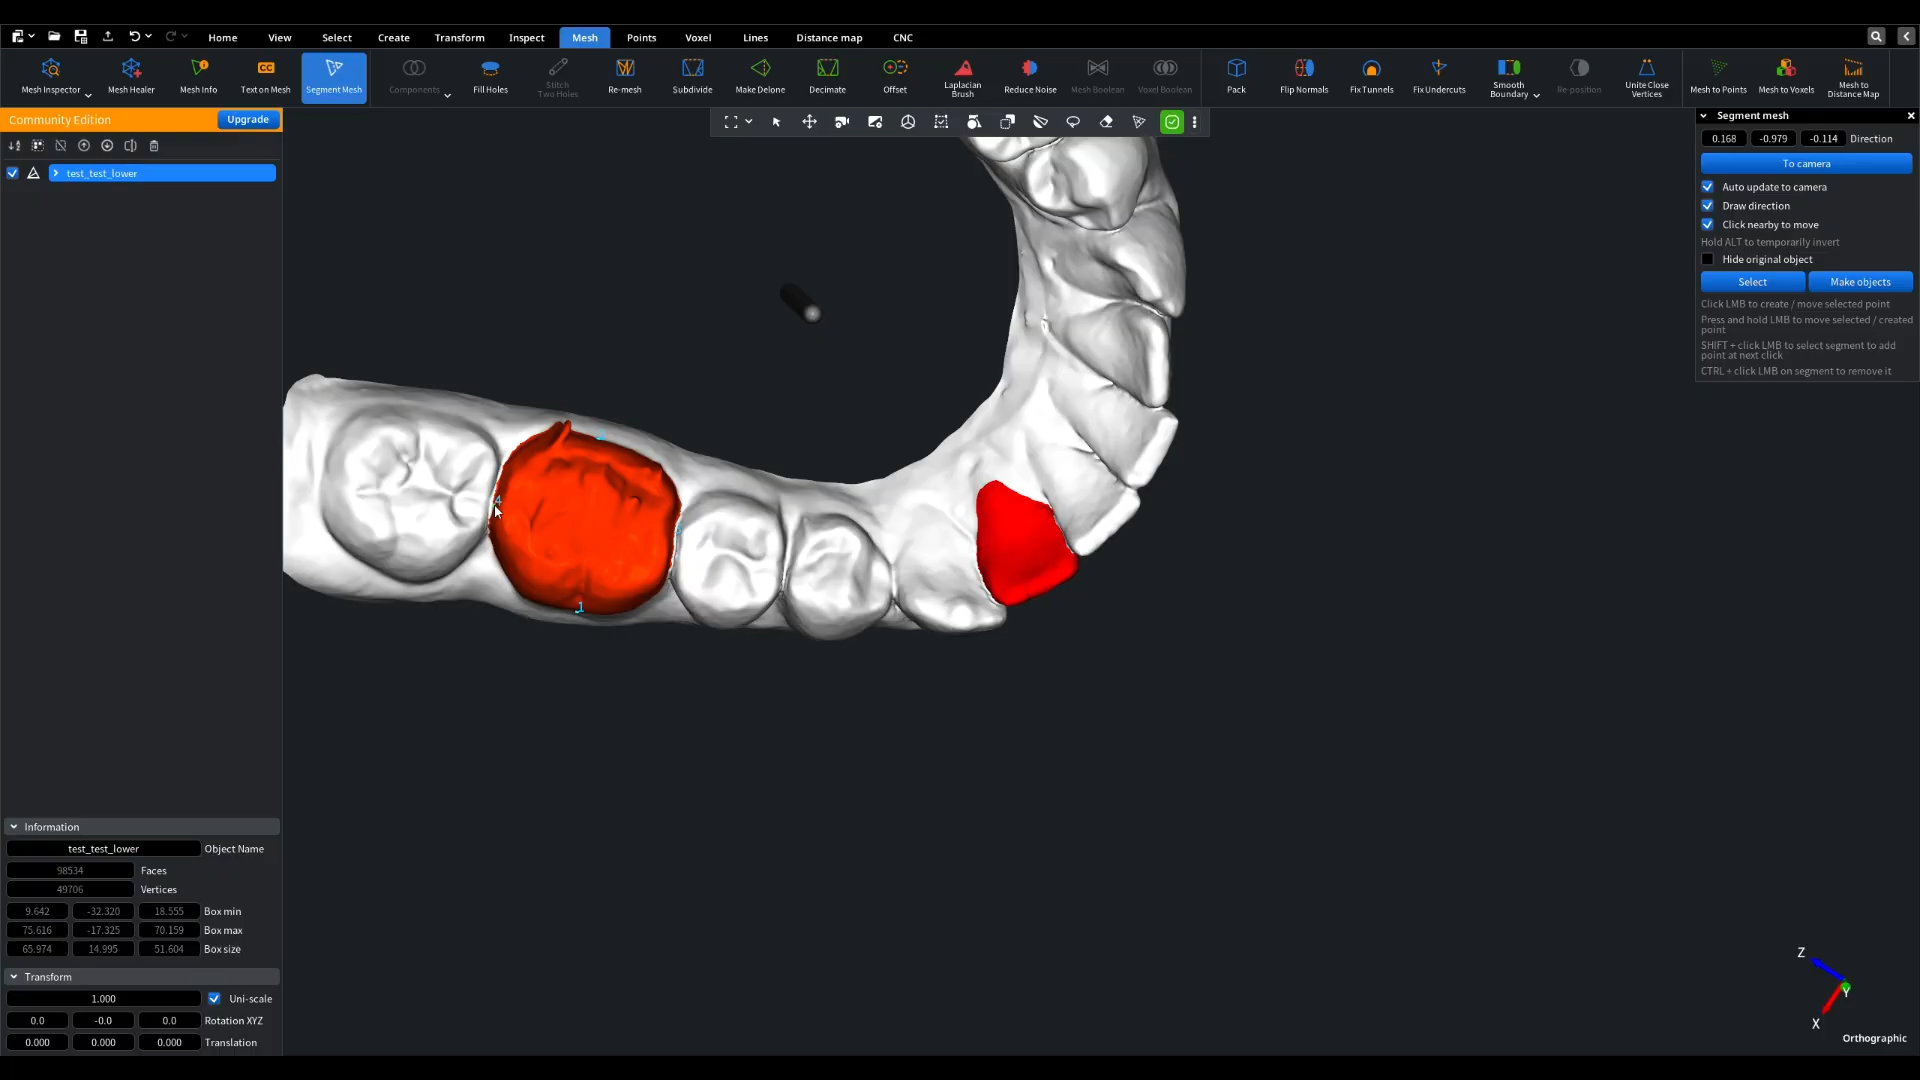 Home View Select Create Transform Inspect Mesh Points Voxel Lines Distance map CNC
Mesh Inspector Mesh Healer Mesh Info Text on Mesh Segment Mesh Components Fill Holes Stitch Two Holes Re-mesh Subdivide Make Delone Decimate Offset Laplacian Brush Reduce Noise Mesh Boolean Voxel Boolean Pack Flip Normals Fix Tunnels Fix Undercuts Smooth Boundary Re-position Unite Close Vertices Mesh to Points Mesh to Voxels Mesh to Distance Map
Community Edition Upgrade
test_test_lower
Segment mesh
0.168 -0.979 -0.114 Direction
To camera
Auto update to camera
Draw direction
Click nearby to move
Hold ALT to temporarily invert
Hide original object
Select Make objects
Click LMB to create / move selected point
Press and hold LMB to move selected / created
point
SHIFT + click LMB to select segment to add
point at next click
CTRL + click LMB on segment to remove it
4
1
Information
test_test_lower Object Name
98534 Faces
49706 Vertices
9.642 -32.320 18.555 Box min
75.616 -17.325 70.159 Box max
65.974 14.995 51.604 Box size
Transform
1.000 Uni-scale
0.0 -0.0 0.0 Rotation XYZ
0.000 0.000 0.000 Translation
Z
Y
X
Orthographic